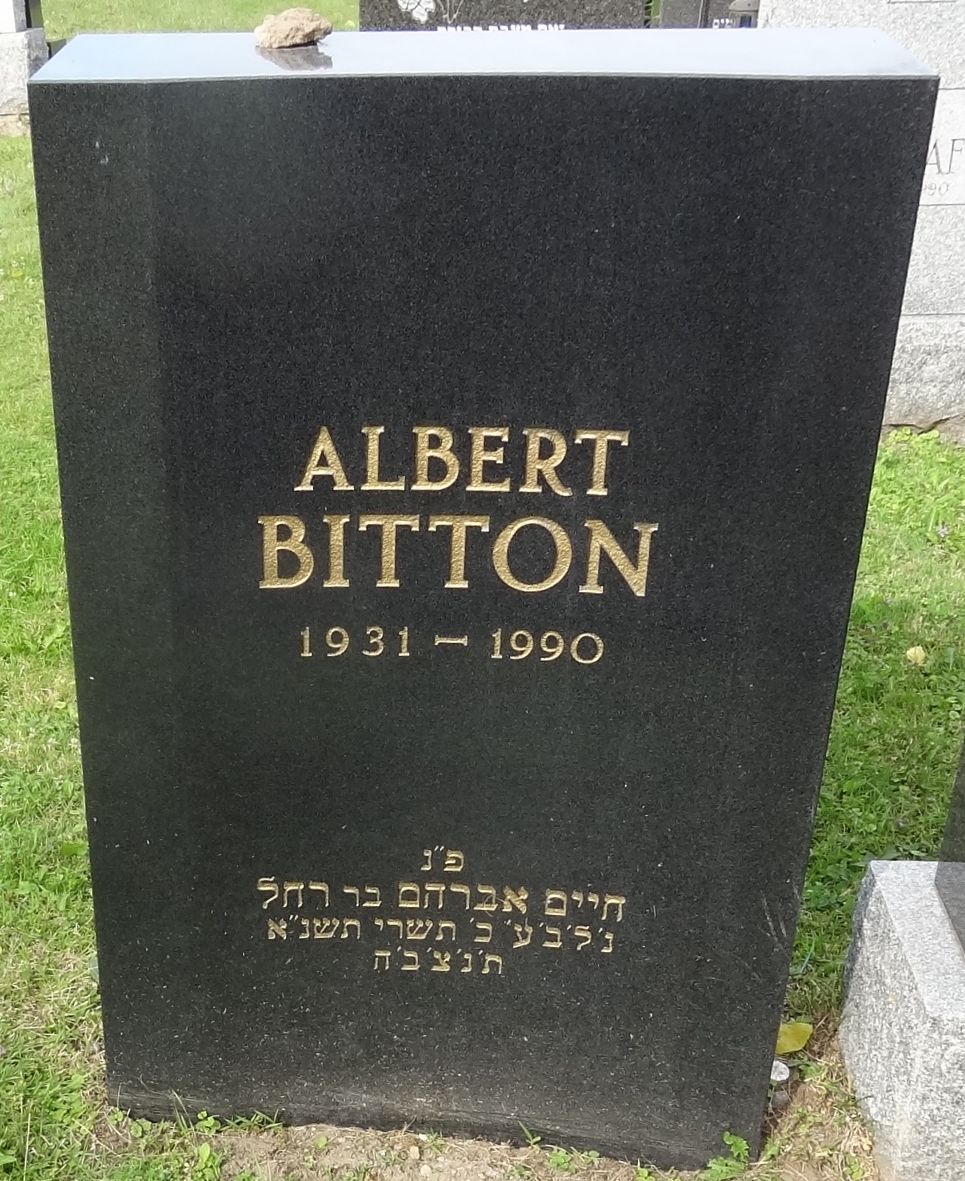 ALBERT
BITTON
1931 – 1990
פ״נ
חיים אברהם בר רחל
נ׳ל׳ב׳ע׳ כ׳ תשרי תשנ״א
ת׳נ׳צ׳ב׳ה